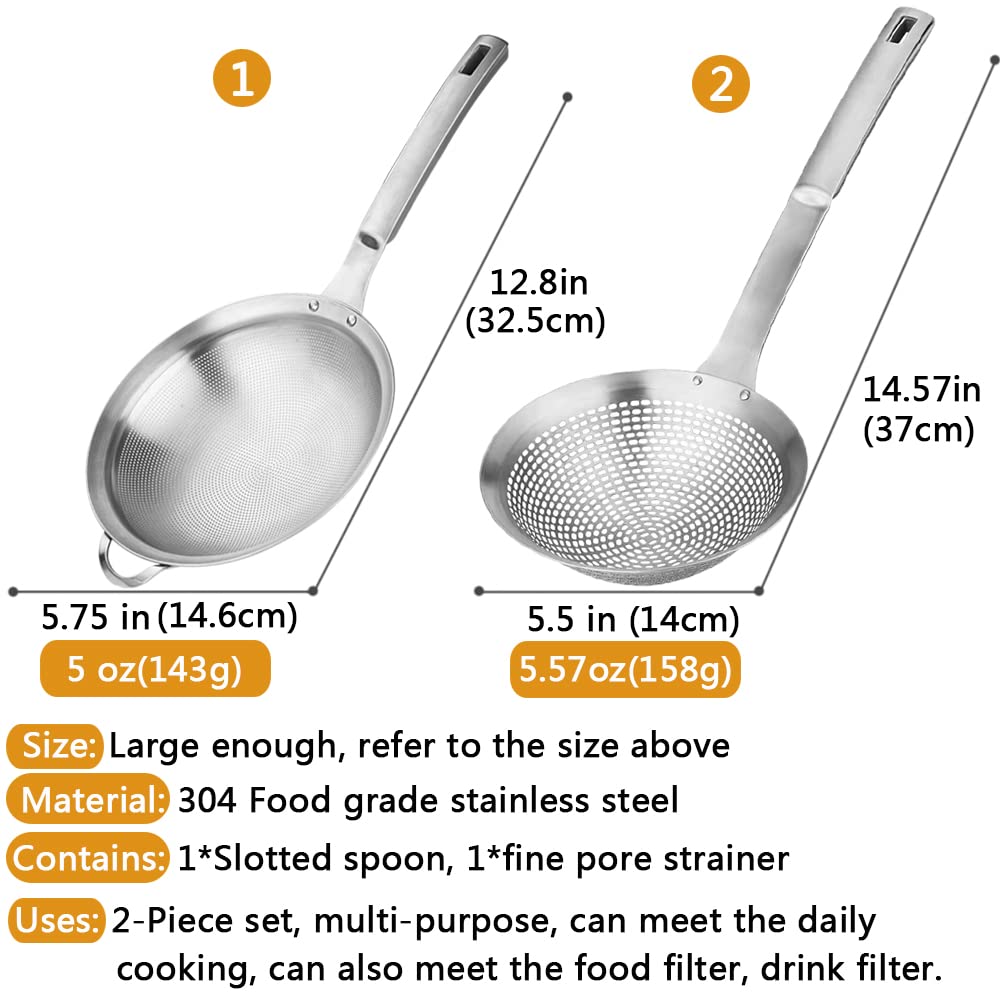 1
2
12.8in
(32.5cm)
14.57in
(37cm)
5.75 in (14.6cm)
5.5 in (14cm)
5 oz(143g)
5.57oz(158g)
Size: Large enough, refer to the size above
Material: 304 Food grade stainless steel
Contains: 1*Slotted spoon, 1*fine pore strainer
Uses: 2-Piece set, multi-purpose, can meet the daily
cooking, can also meet the food filter, drink filter.